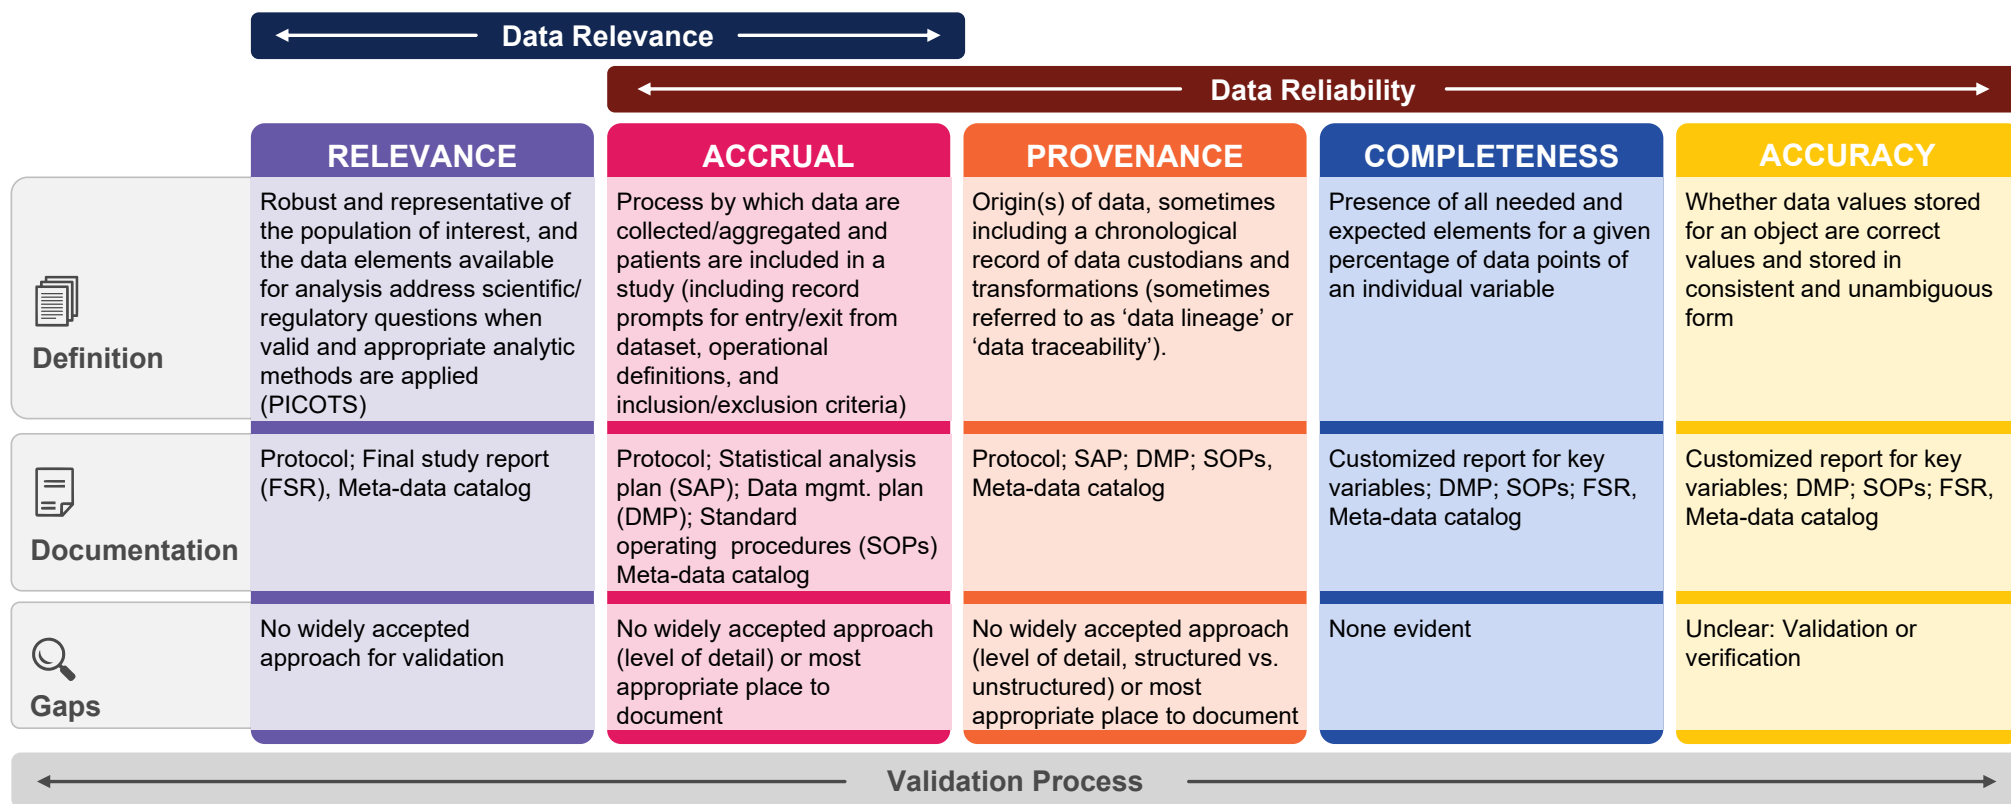 Data Relevance
Data Reliability
RELEVANCE
ACCRUAL
PROVENANCE
COMPLETENESS
ACCURACY
Definition
Robust and representative of
the population of interest, and
the data elements available
for analysis address scientific/
regulatory questions when
valid and appropriate analytic
methods are applied
(PICOTS)
Process by which data are
collected/aggregated and
patients are included in a
study (including record
prompts for entry/exit from
dataset, operational
definitions, and
inclusion/exclusion criteria)
Origin(s) of data, sometimes
including a chronological
record of data custodians and
transformations (sometimes
referred to as ‘data lineage’ or
‘data traceability’).
Presence of all needed and
expected elements for a given
percentage of data points of
an individual variable
Whether data values stored
for an object are correct
values and stored in
consistent and unambiguous
form
Documentation
Protocol; Final study report
(FSR), Meta-data catalog
Protocol; Statistical analysis
plan (SAP); Data mgmt. plan
(DMP); Standard
operating procedures (SOPs)
Meta-data catalog
Protocol; SAP; DMP; SOPs,
Meta-data catalog
Customized report for key
variables; DMP; SOPs; FSR,
Meta-data catalog
Customized report for key
variables; DMP; SOPs; FSR,
Meta-data catalog
Gaps
No widely accepted
approach for validation
No widely accepted approach
(level of detail) or most
appropriate place to
document
No widely accepted approach
(level of detail, structured vs.
unstructured) or most
appropriate place to document
None evident
Unclear: Validation or
verification
Validation Process